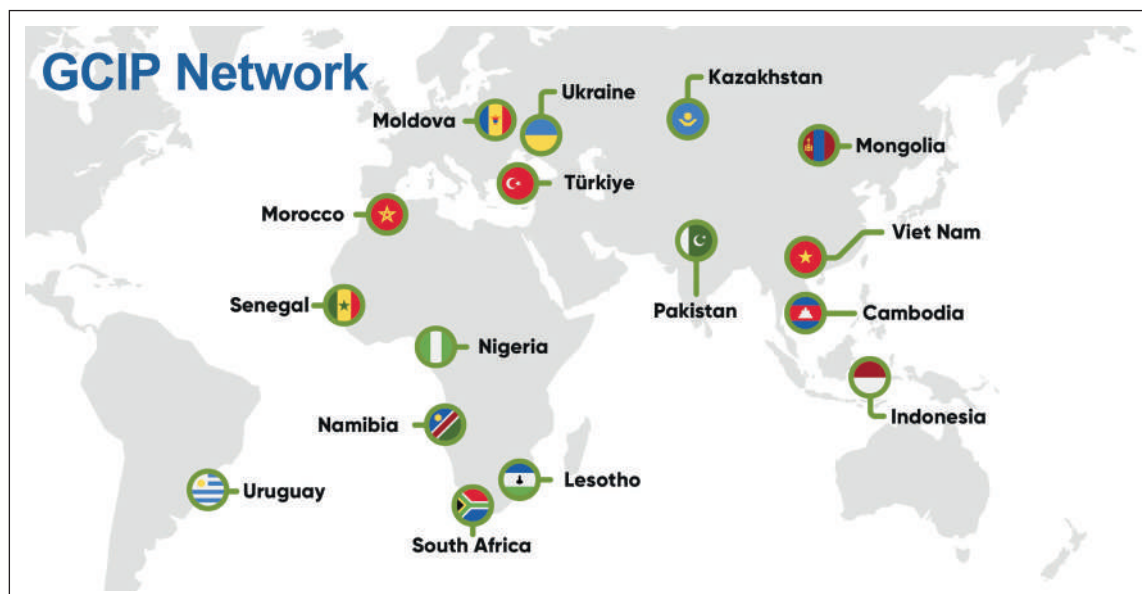 GCIP Network
Kazakhstan
Ukraine
Moldova
Mongolia
Türkiye
Morocco
Viet Nam
Senegal
Pakistan
Cambodia
Nigeria
Indonesia
Namibia
Lesotho
Uruguay
South Africa